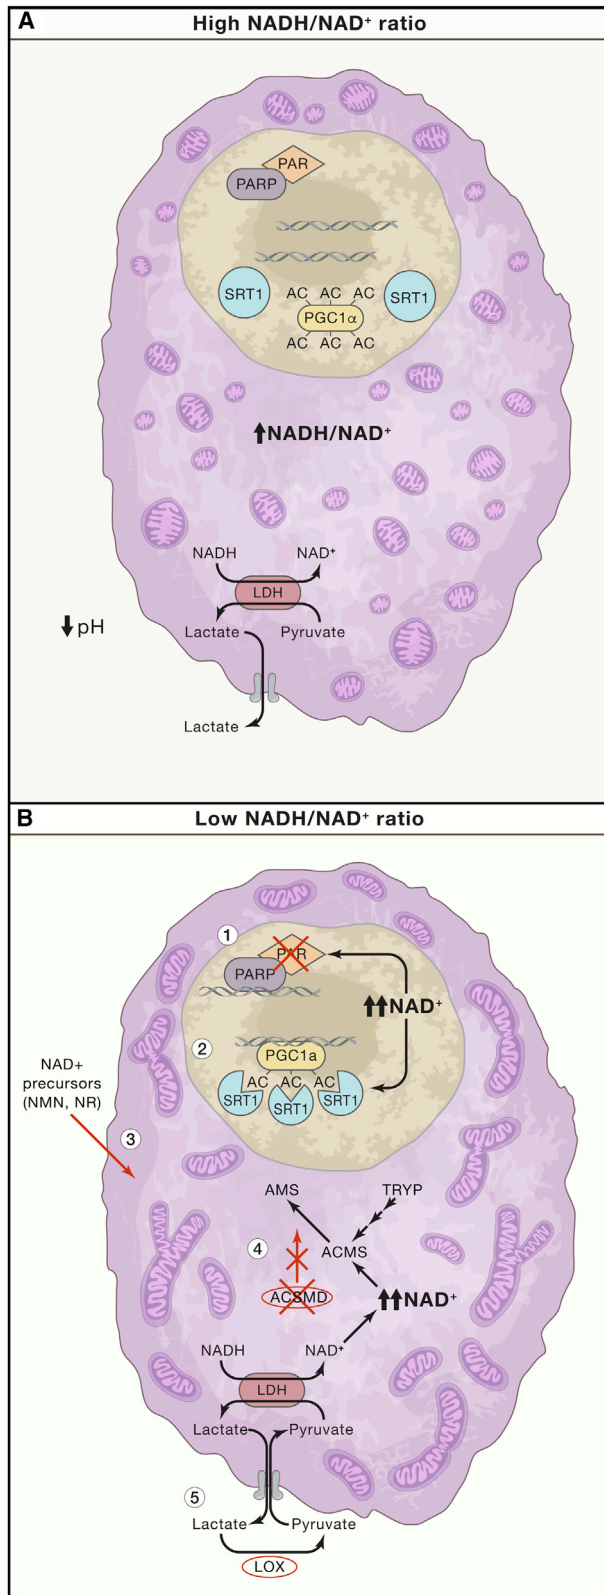 A
High NADH/NAD⁺ ratio
PAR
PARP
SRT1
AC AC AC
SRT1
PGC1α
AC AC AC
⬆NADH/NAD⁺
NADH
NAD⁺
LDH
⬇pH
Lactate
Pyruvate
Lactate
B
Low NADH/NAD⁺ ratio
1
PAR
PARP
⬆⬆NAD⁺
2
PGC1a
AC AC AC
SRT1
SRT1
SRT1
NAD+
precursors
(NMN, NR)
3
AMS
TRYP
4
ACMS
ACSMD
⬆⬆NAD⁺
NADH
NAD⁺
LDH
Lactate
Pyruvate
5
Lactate
Pyruvate
LOX